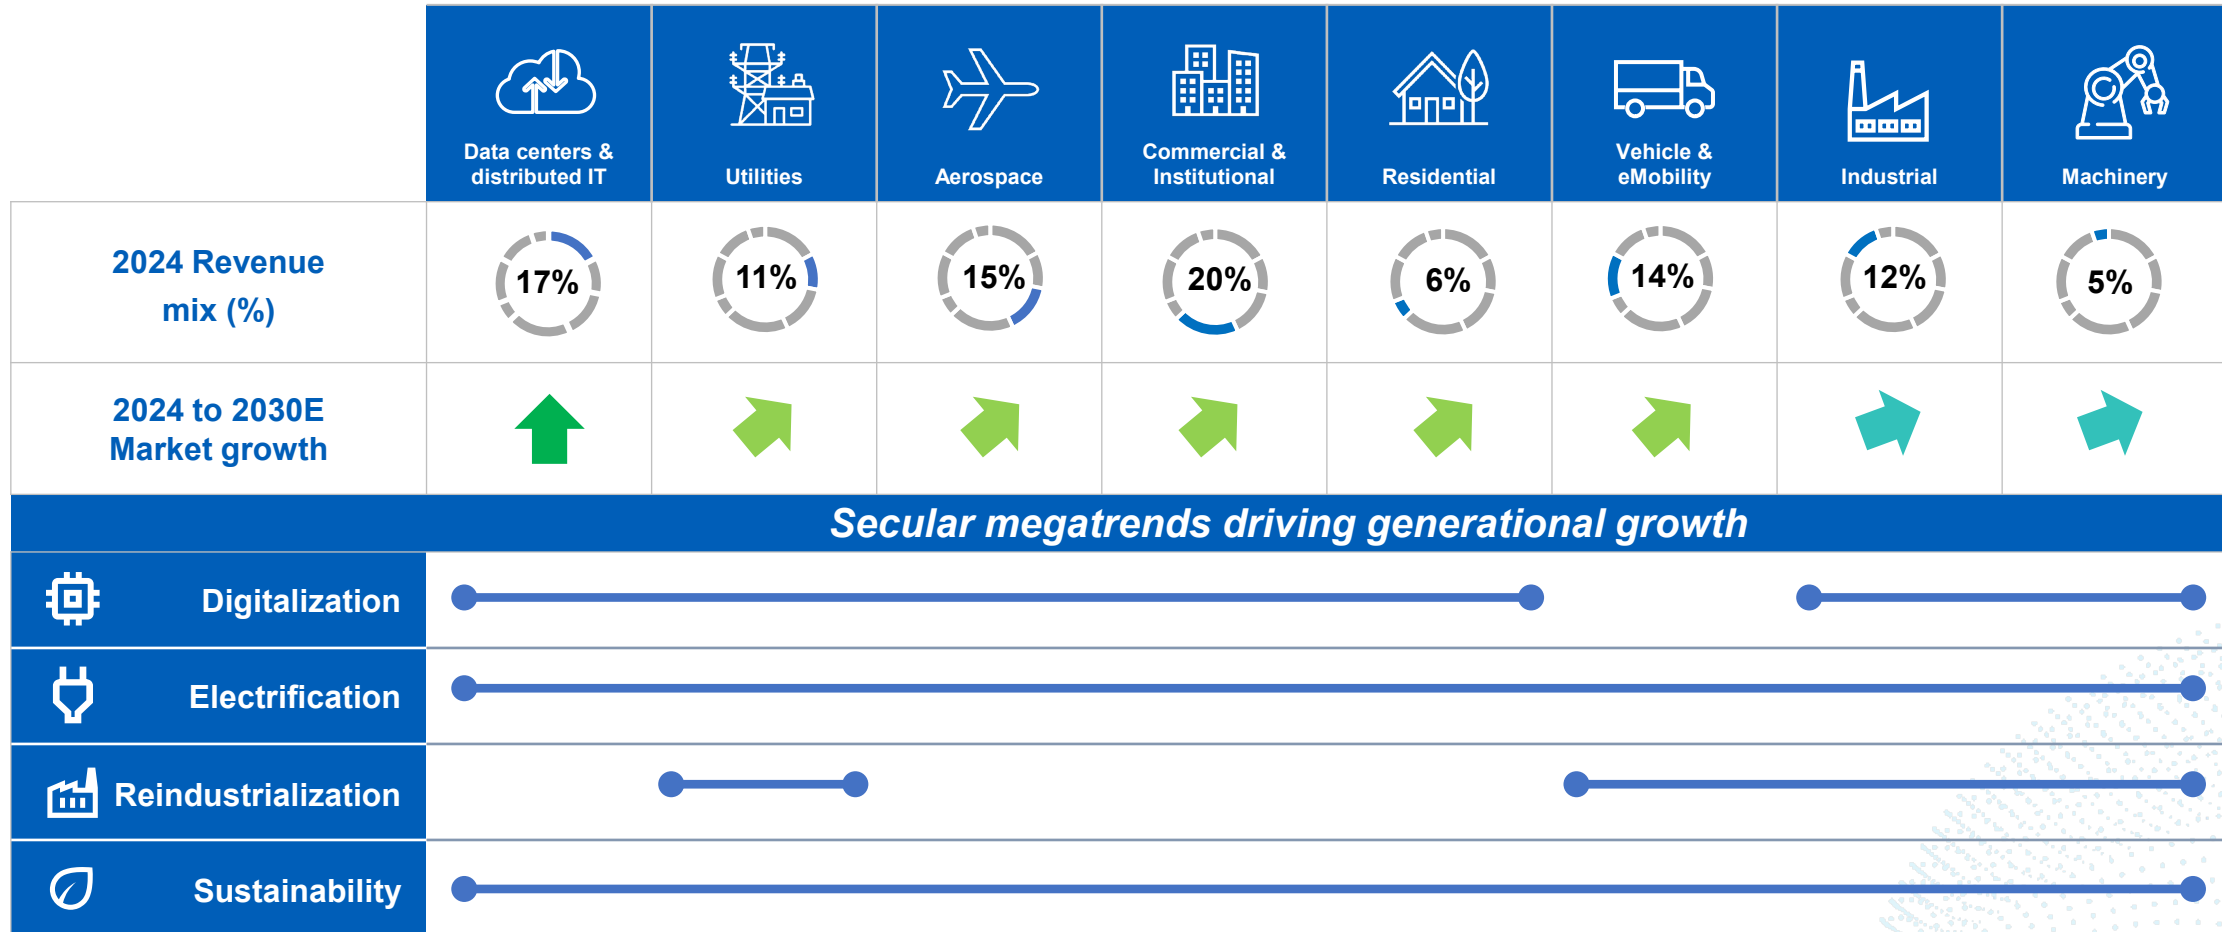 Data centers &
distributed IT
Utilities
Aerospace
Commercial &
Institutional
Residential
Vehicle &
eMobility
Industrial
Machinery
2024 Revenue
mix (%)
17%
11%
15%
20%
6%
14%
12%
5%
2024 to 2030E
Market growth
Secular megatrends driving generational growth
Digitalization
Electrification
Reindustrialization
Sustainability